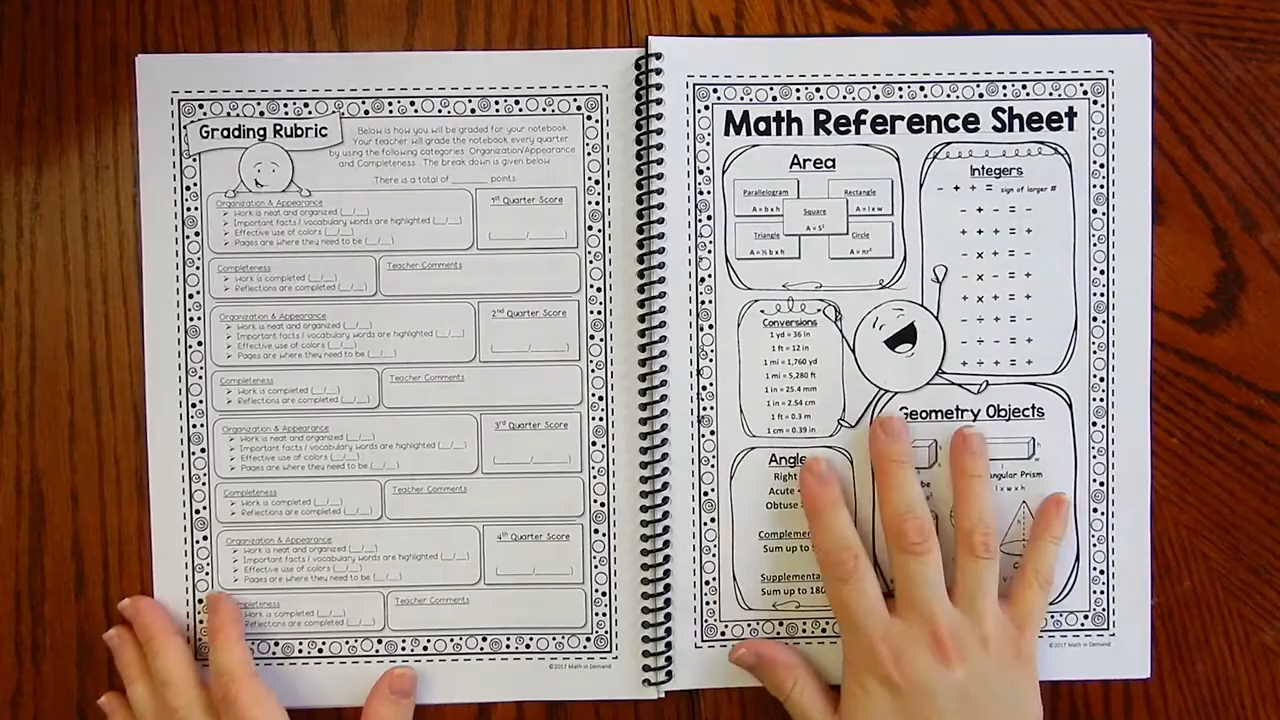 Grading Rubric
Below is how you will be graded for your notebook.
Your teacher will grade the notebook every quarter
by using the following categories: Organization/Appearance
and Completeness. The break down is given below.
There is a total of ______ points
Organization & Appearance
➤ Work is neat and organized (__/__)
➤ Important facts / vocabulary words are highlighted (__/__)
➤ Effective use of colors (__/__)
➤ Pages are where they need to be (__/__)
1st Quarter Score
(_____/_____)
Completeness
➤ Work is completed (__/__)
➤ Reflections are completed (__/__)
Teacher Comments
Organization & Appearance
➤ Work is neat and organized (__/__)
➤ Important facts / vocabulary words are highlighted (__/__)
➤ Effective use of colors (__/__)
➤ Pages are where they need to be (__/__)
2nd Quarter Score
(_____/_____)
Completeness
➤ Work is completed (__/__)
➤ Reflections are completed (__/__)
Teacher Comments
Organization & Appearance
➤ Work is neat and organized (__/__)
➤ Important facts / vocabulary words are highlighted (__/__)
➤ Effective use of colors (__/__)
➤ Pages are where they need to be (__/__)
3rd Quarter Score
(_____/_____)
Completeness
➤ Work is completed (__/__)
➤ Reflections are completed (__/__)
Teacher Comments
Organization & Appearance
➤ Work is neat and organized (__/__)
➤ Important facts / vocabulary words are highlighted (__/__)
➤ Effective use of colors (__/__)
➤ Pages are where they need to be (__/__)
4th Quarter Score
(_____/_____)
ompleteness
Work is completed (__/__)
Reflections are completed (__/__)
Teacher Comments
©2017 Math in Demand
Math Reference Sheet
Area
Parallelogram
A = b x h
Rectangle
A = l x w
Square
A = S²
Triangle
A = ½ b x h
Circle
A = πr²
Integers
- + + = sign of larger #
- + - = -
+ + + = +
- x + = -
- x - = +
+ x + = +
- ÷ + = -
- ÷ - = +
+ ÷ + = +
Conversions
1 yd = 36 in
1 ft = 12 in
1 mi = 1,760 yd
1 mi = 5,280 ft
1 in = 25.4 mm
1 in = 2.54 cm
1 ft = 0.3 m
1 cm = 0.39 in
Angle
Right
Acute <
Obtuse >
Complemen
Sum up to
Supplementa
Sum up to 180
Geometry Objects
be
s³
h
l
w
ngular Prism
l x w x h
h
C
V
©2017 Math in Demand